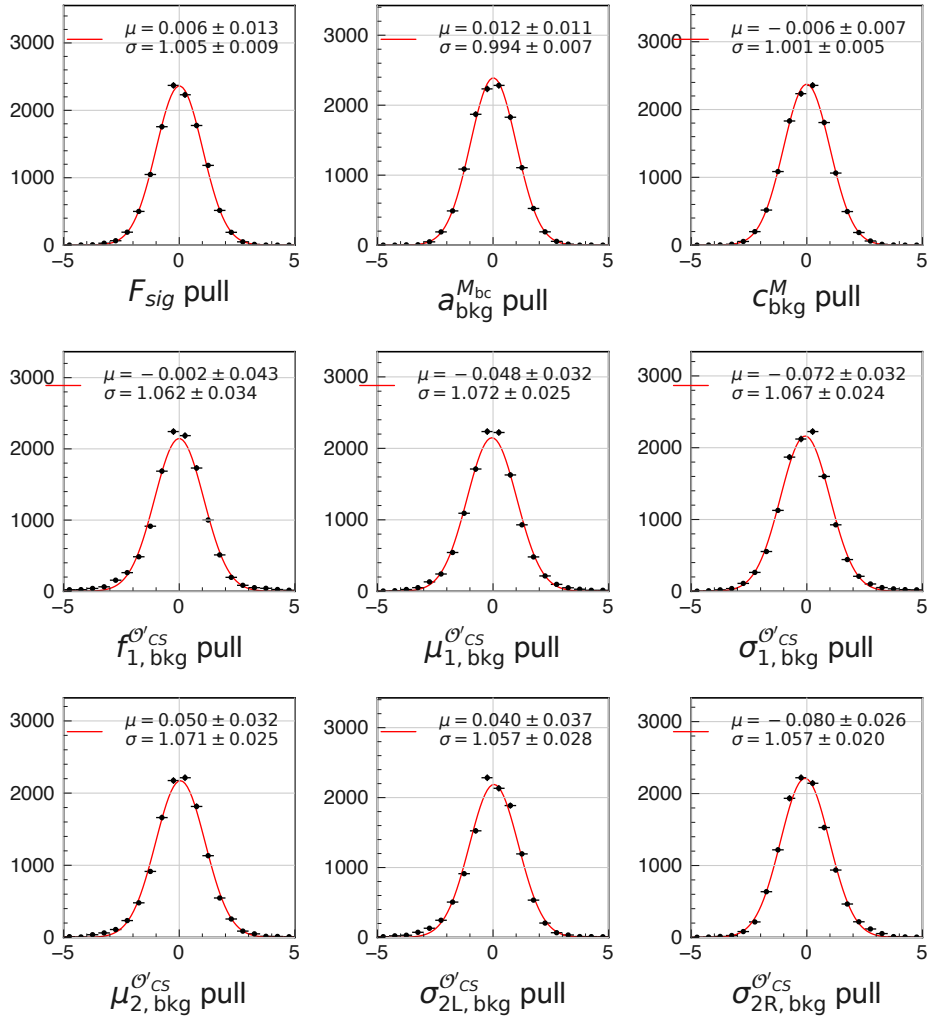 μ = 0.006 ± 0.013
σ = 1.005 ± 0.009
3000
2000
1000
0
−5 0 5
F_sig pull
μ = 0.012 ± 0.011
σ = 0.994 ± 0.007
3000
2000
1000
0
−5 0 5
a_bkg^{M_bc} pull
μ = −0.006 ± 0.007
σ = 1.001 ± 0.005
3000
2000
1000
0
−5 0 5
c_bkg^M pull
μ = −0.002 ± 0.043
σ = 1.062 ± 0.034
3000
2000
1000
0
−5 0 5
f_{1, bkg}^{𝒪′_CS} pull
μ = −0.048 ± 0.032
σ = 1.072 ± 0.025
3000
2000
1000
0
−5 0 5
μ_{1, bkg}^{𝒪′_CS} pull
μ = −0.072 ± 0.032
σ = 1.067 ± 0.024
3000
2000
1000
0
−5 0 5
σ_{1, bkg}^{𝒪′_CS} pull
μ = 0.050 ± 0.032
σ = 1.071 ± 0.025
3000
2000
1000
0
−5 0 5
μ_{2, bkg}^{𝒪′_CS} pull
μ = 0.040 ± 0.037
σ = 1.057 ± 0.028
3000
2000
1000
0
−5 0 5
σ_{2L, bkg}^{𝒪′_CS} pull
μ = −0.080 ± 0.026
σ = 1.057 ± 0.020
3000
2000
1000
0
−5 0 5
σ_{2R, bkg}^{𝒪′_CS} pull